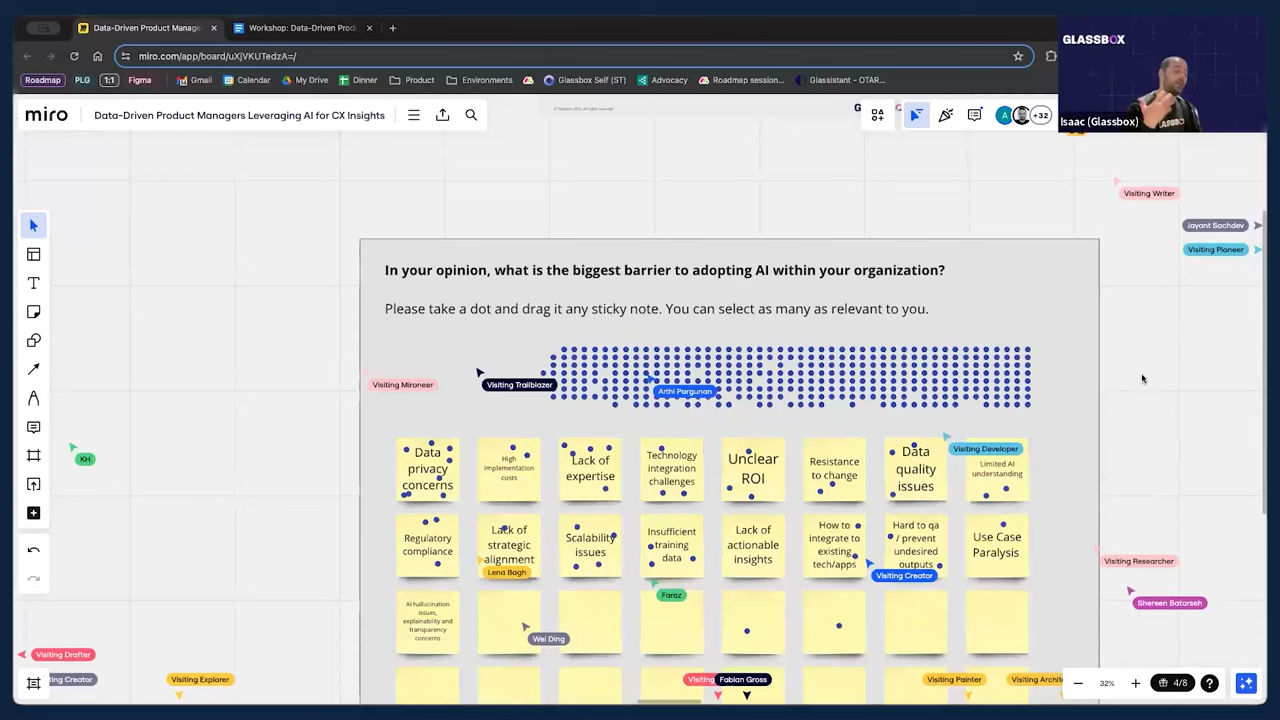 Data-Driven Product Manage
Workshop: Data-Driven Prod
miro.com/app/board/uXjVKUTedzA=/
Roadmap
PLG
1:1
Figma
Gmail
Calendar
My Drive
Dinner
Product
Environments
Glassbox Self (ST)
Advocacy
Roadmap session...
Glassistant - OTAR...
GLASSBOX
Isaac (Glassbox)
miro
Data-Driven Product Managers Leveraging AI for CX Insights
A
+32
Visiting Writer
Jayant Sachdev
Visiting Pioneer
In your opinion, what is the biggest barrier to adopting AI within your organization?
Please take a dot and drag it any sticky note. You can select as many as relevant to you.
Visiting Mironeer
Visiting Trailblazer
Arthi Pargunan
KH
Visiting Developer
Data
privacy
concerns
High
implementation
costs
Lack of
expertise
Technology
integration
challenges
Unclear
ROI
Resistance
to change
Data
quality
issues
Limited AI
understanding
Regulatory
compliance
Lack of
strategic
alignment
Scalability
issues
Insufficient
training
data
Lack of
actionable
insights
How to
integrate to
existing
tech/apps
Hard to qa
/ prevent
undesired
outputs
Use Case
Paralysis
Lena Bagh
Visiting Creator
Visiting Researcher
Faraz
Shereen Batarseh
AI hallucination
issues,
explainability and
transparency
concerns
Wei Ding
Visiting Drafter
ting Creator
Visiting Explorer
Visiting
Fabian Gross
Visiting Painter
Visiting Archite
32%
4/8